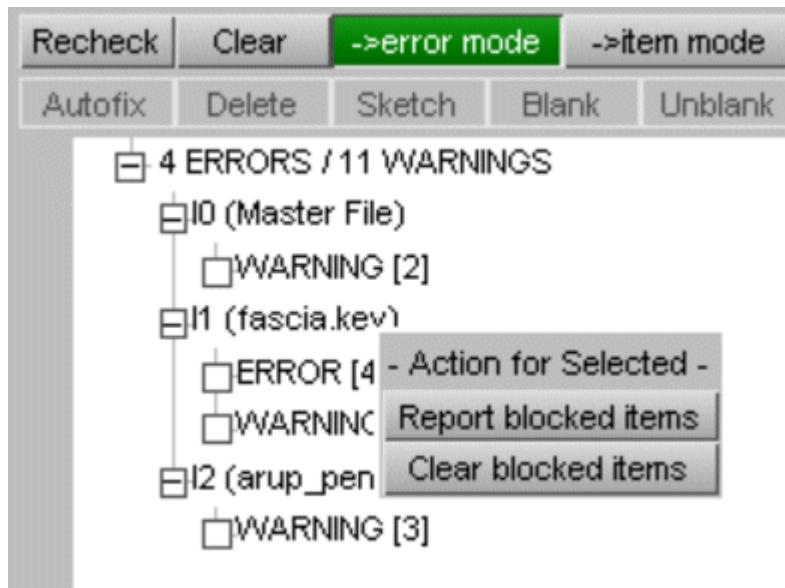 Recheck Clear ->error mode ->item mode
Autofix Delete Sketch Blank Unblank
4 ERRORS / 11 WARNINGS
I0 (Master File)
WARNING [2]
I1 (fascia.key)
ERROR [4
- Action for Selected -
Report blocked items
Clear blocked items
I2 (arup_pen
WARNING [3]